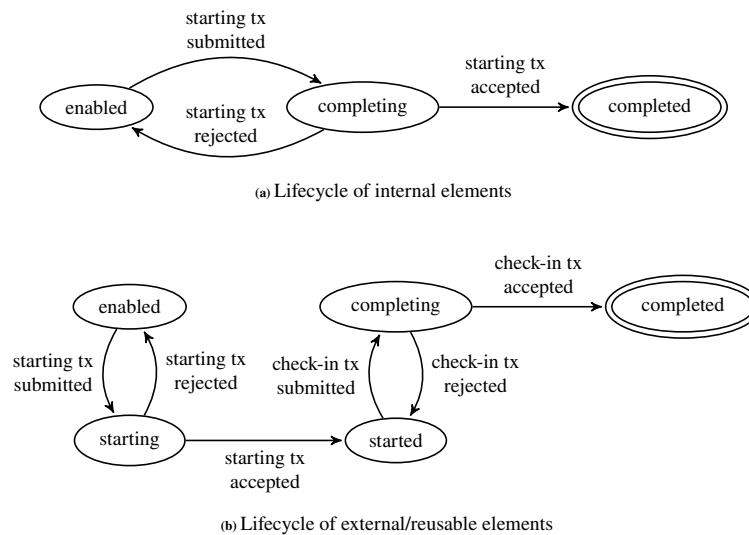 starting tx
submitted
enabled
starting tx
rejected
completing
starting tx
accepted
completed
(a) Lifecycle of internal elements
enabled
starting tx
submitted
starting tx
rejected
starting
starting tx
accepted
completing
check-in tx
submitted
check-in tx
rejected
started
check-in tx
accepted
completed
(b) Lifecycle of external/reusable elements